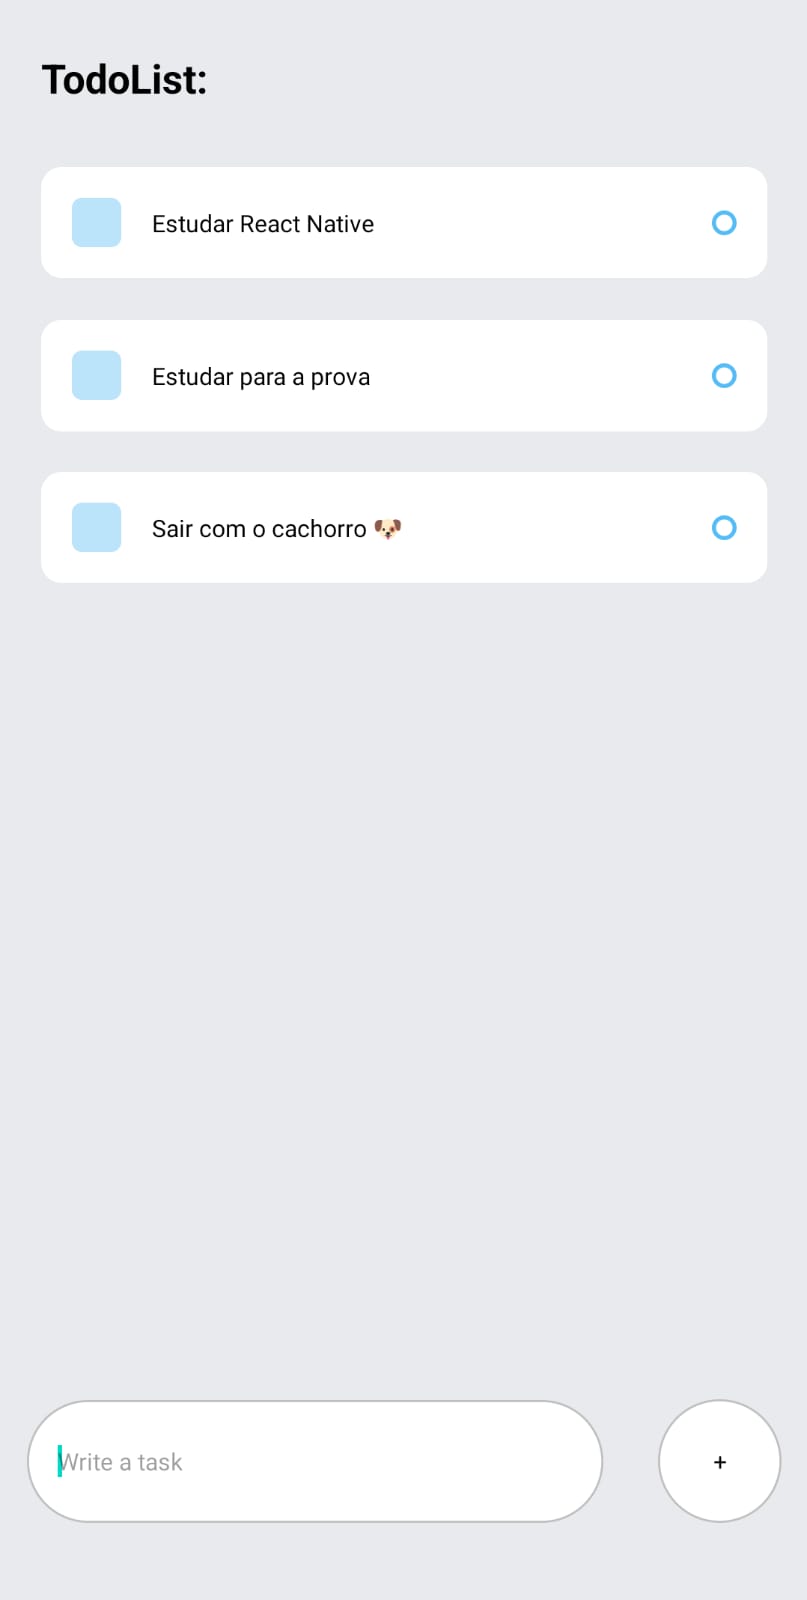 TodoList:
Estudar React Native
Estudar para a prova
Sair com o cachorro 🐶
Write a task
+